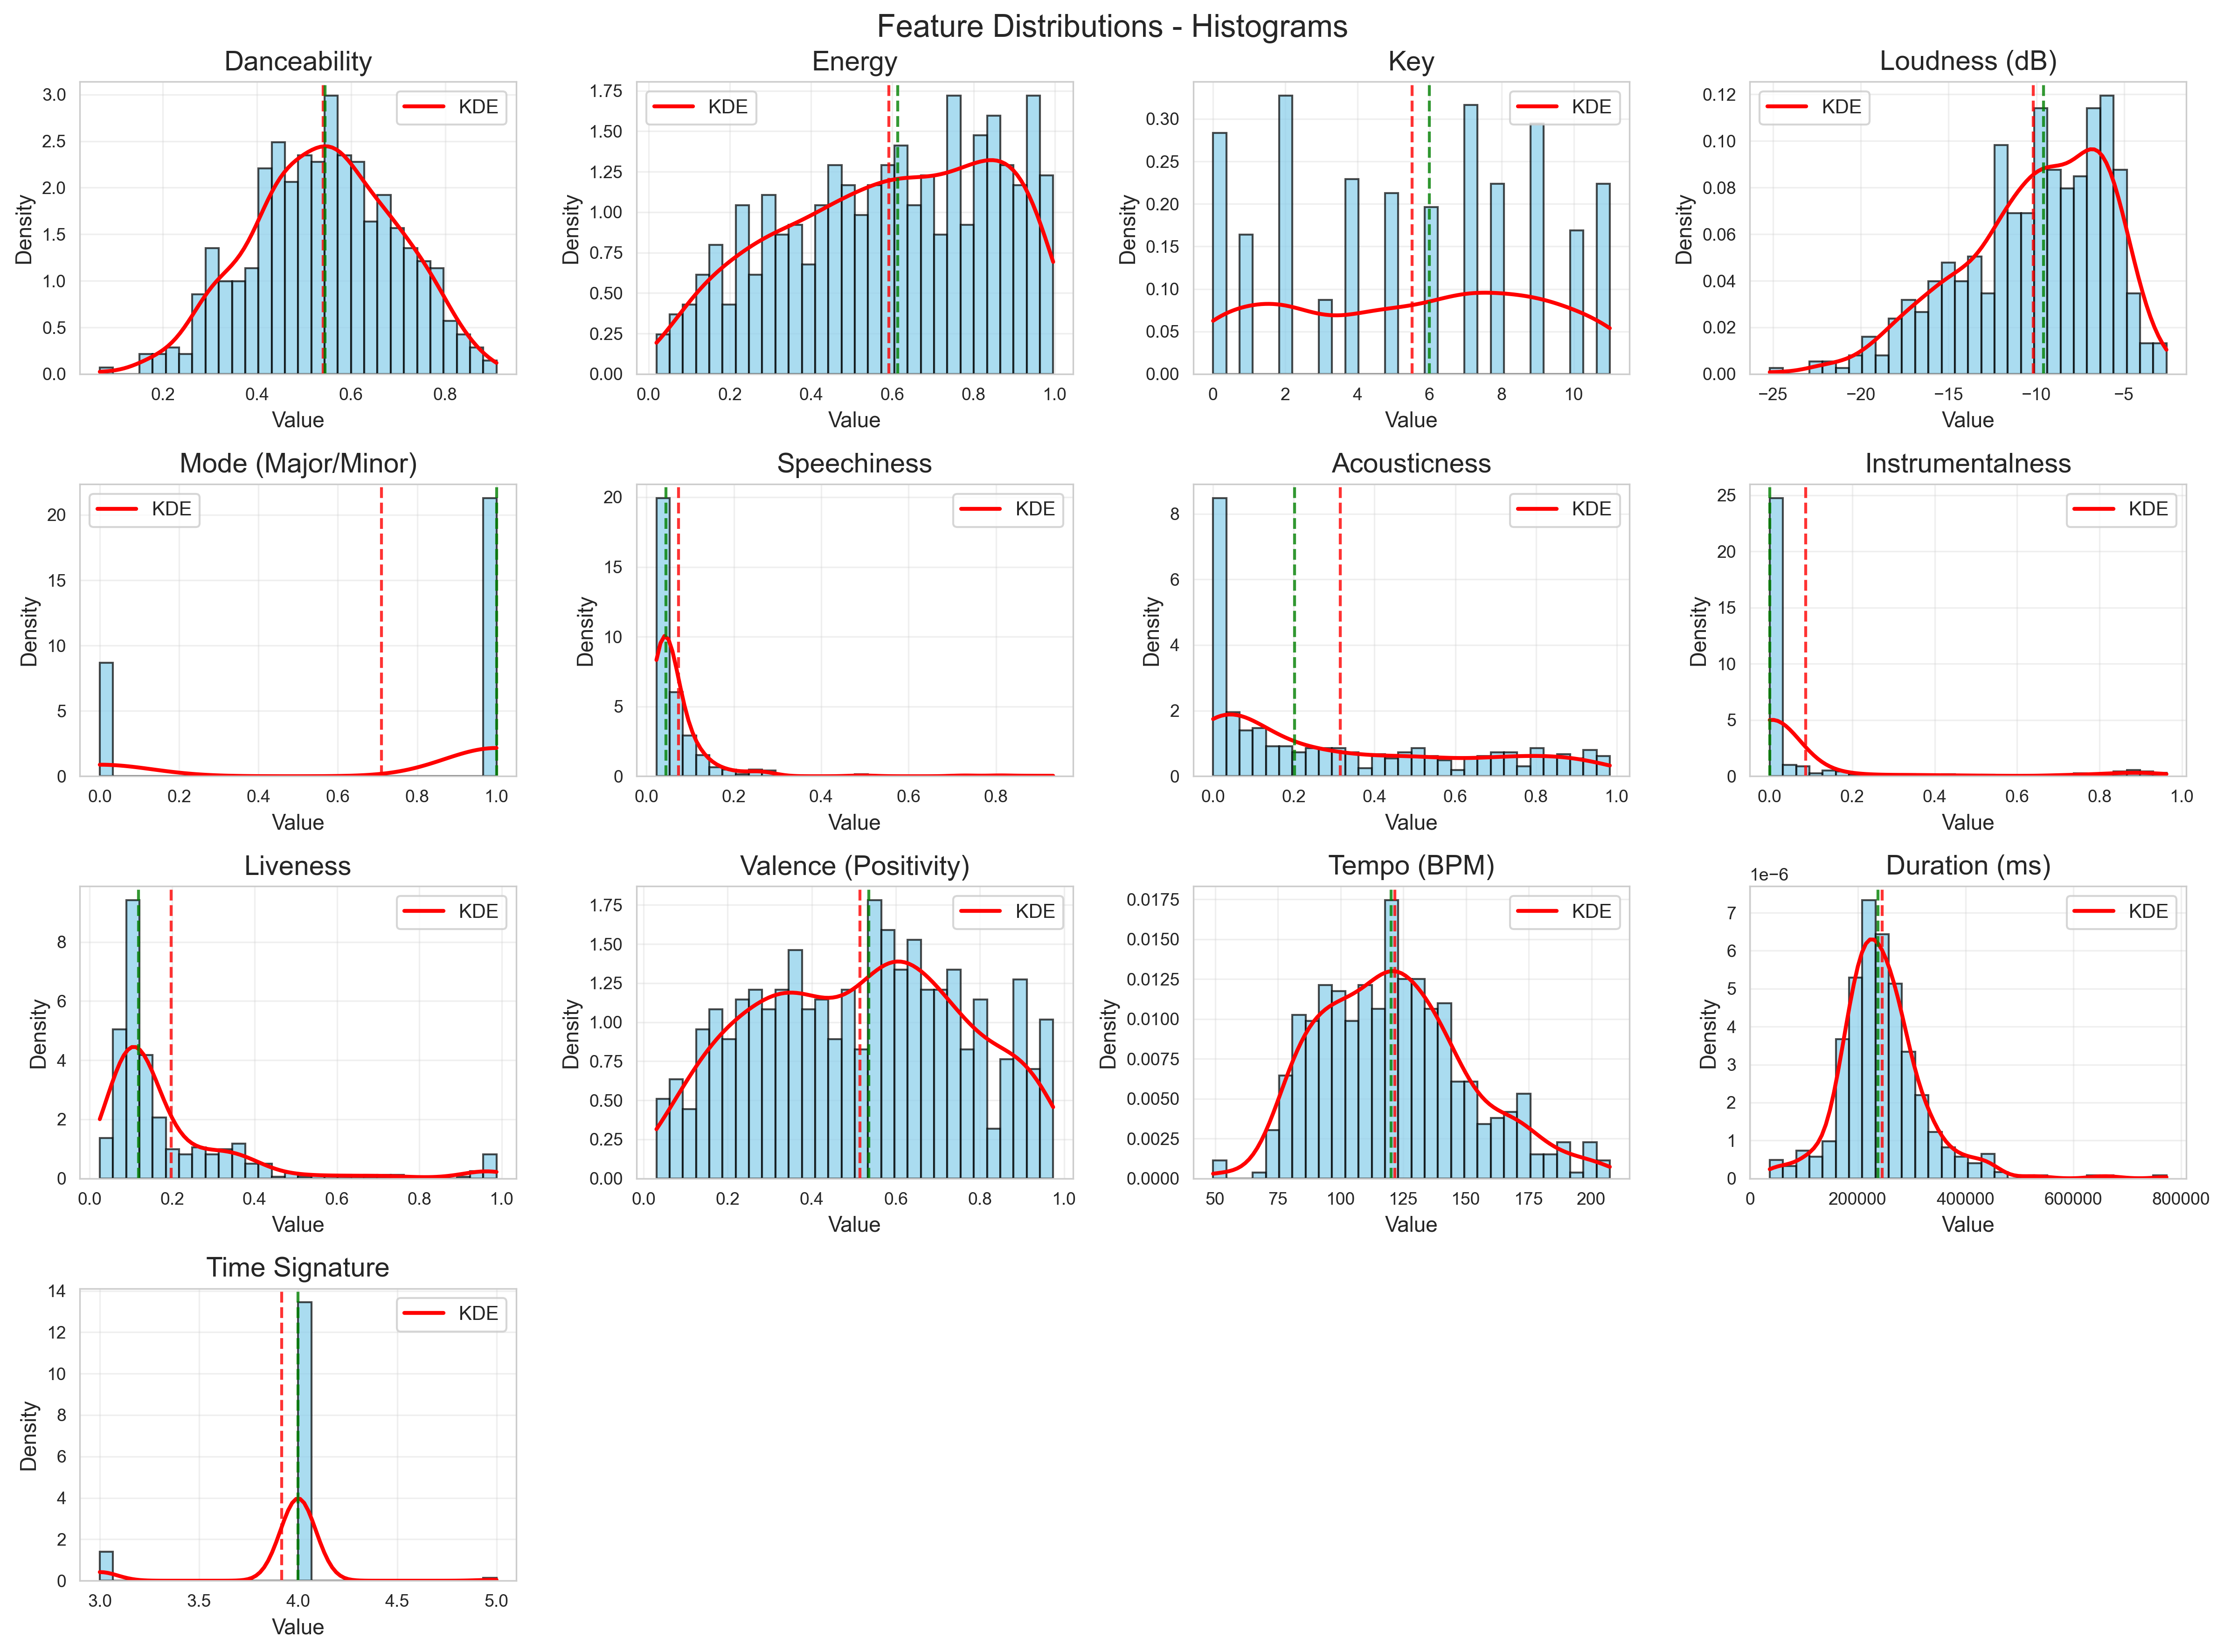 Feature Distributions - Histograms
Danceability
KDE
Density
3.0
2.5
2.0
1.5
1.0
0.5
0.0
0.2
0.4
0.6
0.8
Value
Energy
KDE
Density
1.75
1.50
1.25
1.00
0.75
0.50
0.25
0.00
0.0
0.2
0.4
0.6
0.8
1.0
Value
Key
KDE
Density
0.30
0.25
0.20
0.15
0.10
0.05
0.00
0
2
4
6
8
10
Value
Loudness (dB)
KDE
Density
0.12
0.10
0.08
0.06
0.04
0.02
0.00
−25
−20
−15
−10
−5
Value
Mode (Major/Minor)
KDE
Density
20
15
10
5
0
0.0
0.2
0.4
0.6
0.8
1.0
Value
Speechiness
KDE
Density
20
15
10
5
0
0.0
0.2
0.4
0.6
0.8
Value
Acousticness
KDE
Density
8
6
4
2
0
0.0
0.2
0.4
0.6
0.8
1.0
Value
Instrumentalness
KDE
Density
25
20
15
10
5
0
0.0
0.2
0.4
0.6
0.8
1.0
Value
Liveness
KDE
Density
8
6
4
2
0
0.0
0.2
0.4
0.6
0.8
1.0
Value
Valence (Positivity)
KDE
Density
1.75
1.50
1.25
1.00
0.75
0.50
0.25
0.00
0.0
0.2
0.4
0.6
0.8
1.0
Value
Tempo (BPM)
KDE
Density
0.0175
0.0150
0.0125
0.0100
0.0075
0.0050
0.0025
0.0000
50
75
100
125
150
175
200
Value
Duration (ms)
1e−6
KDE
Density
7
6
5
4
3
2
1
0
0
200000
400000
600000
800000
Value
Time Signature
KDE
Density
14
12
10
8
6
4
2
0
3.0
3.5
4.0
4.5
5.0
Value